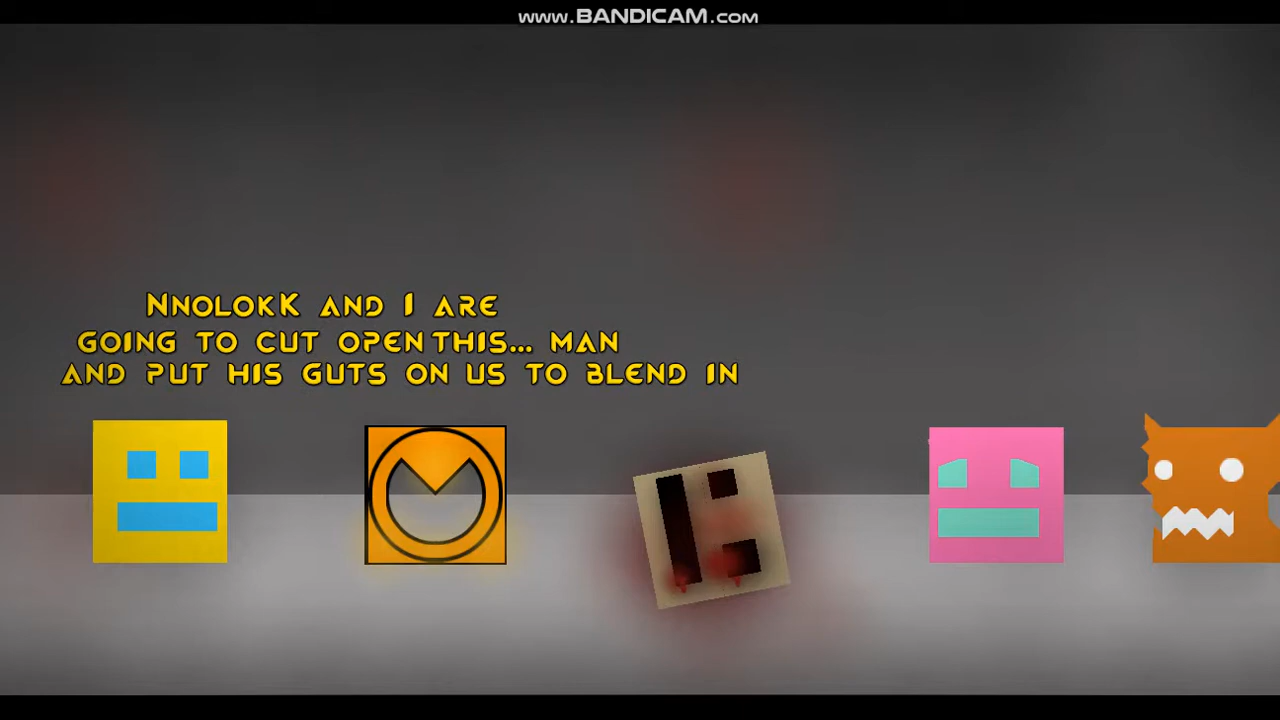 www.BANDICAM.com
NnolokK and I are
going to cut open this... man
and put his guts on us to blend in